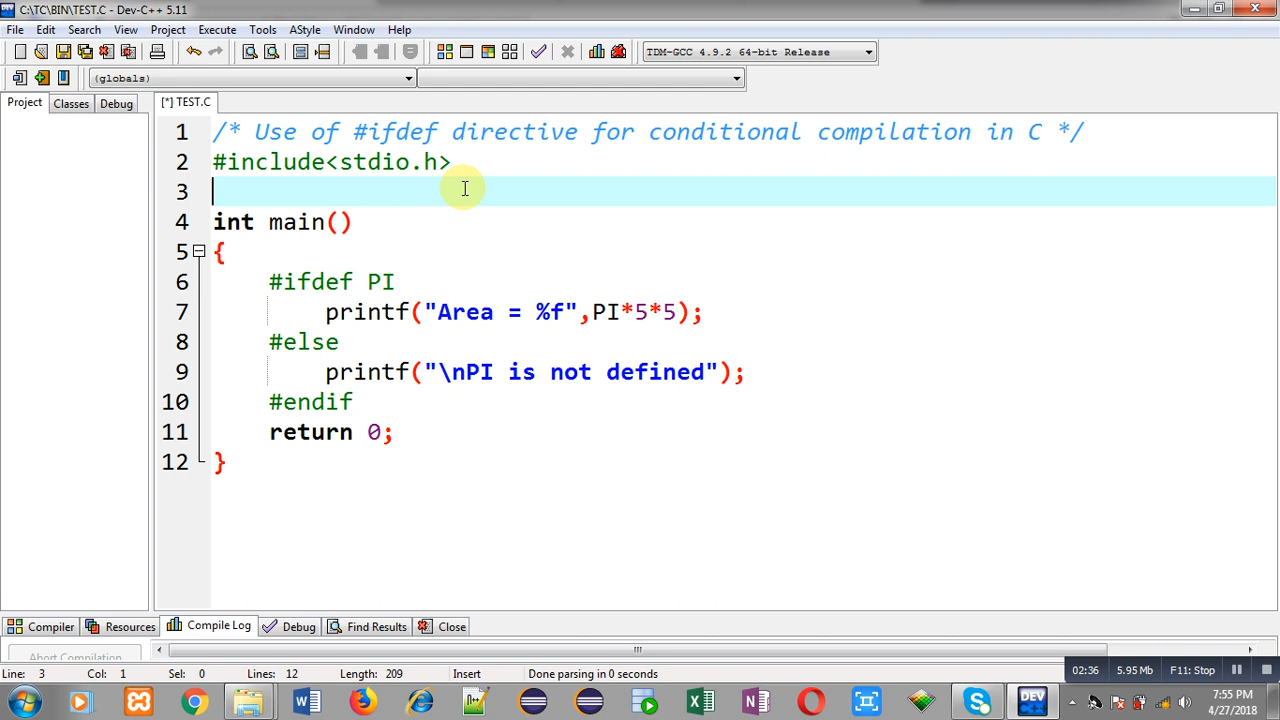 C:\TC\BIN\TEST.C - Dev-C++ 5.11
File Edit Search View Project Execute Tools AStyle Window Help
TDM-GCC 4.9.2 64-bit Release
(globals)
Project Classes Debug [*] TEST.C
1 /* Use of #ifdef directive for conditional compilation in C */
2 #include<stdio.h>
3
4 int main()
5 {
6 #ifdef PI
7 printf("Area = %f",PI*5*5);
8 #else
9 printf("\nPI is not defined");
10 #endif
11 return 0;
12 }
Compiler Resources Compile Log Debug Find Results Close
Abort Compilation
Line: 3 Col: 1 Sel: 0 Lines: 12 Length: 209 Insert Done parsing in 0 seconds
02:36 5.95 Mb F11: Stop
7:55 PM
4/27/2018